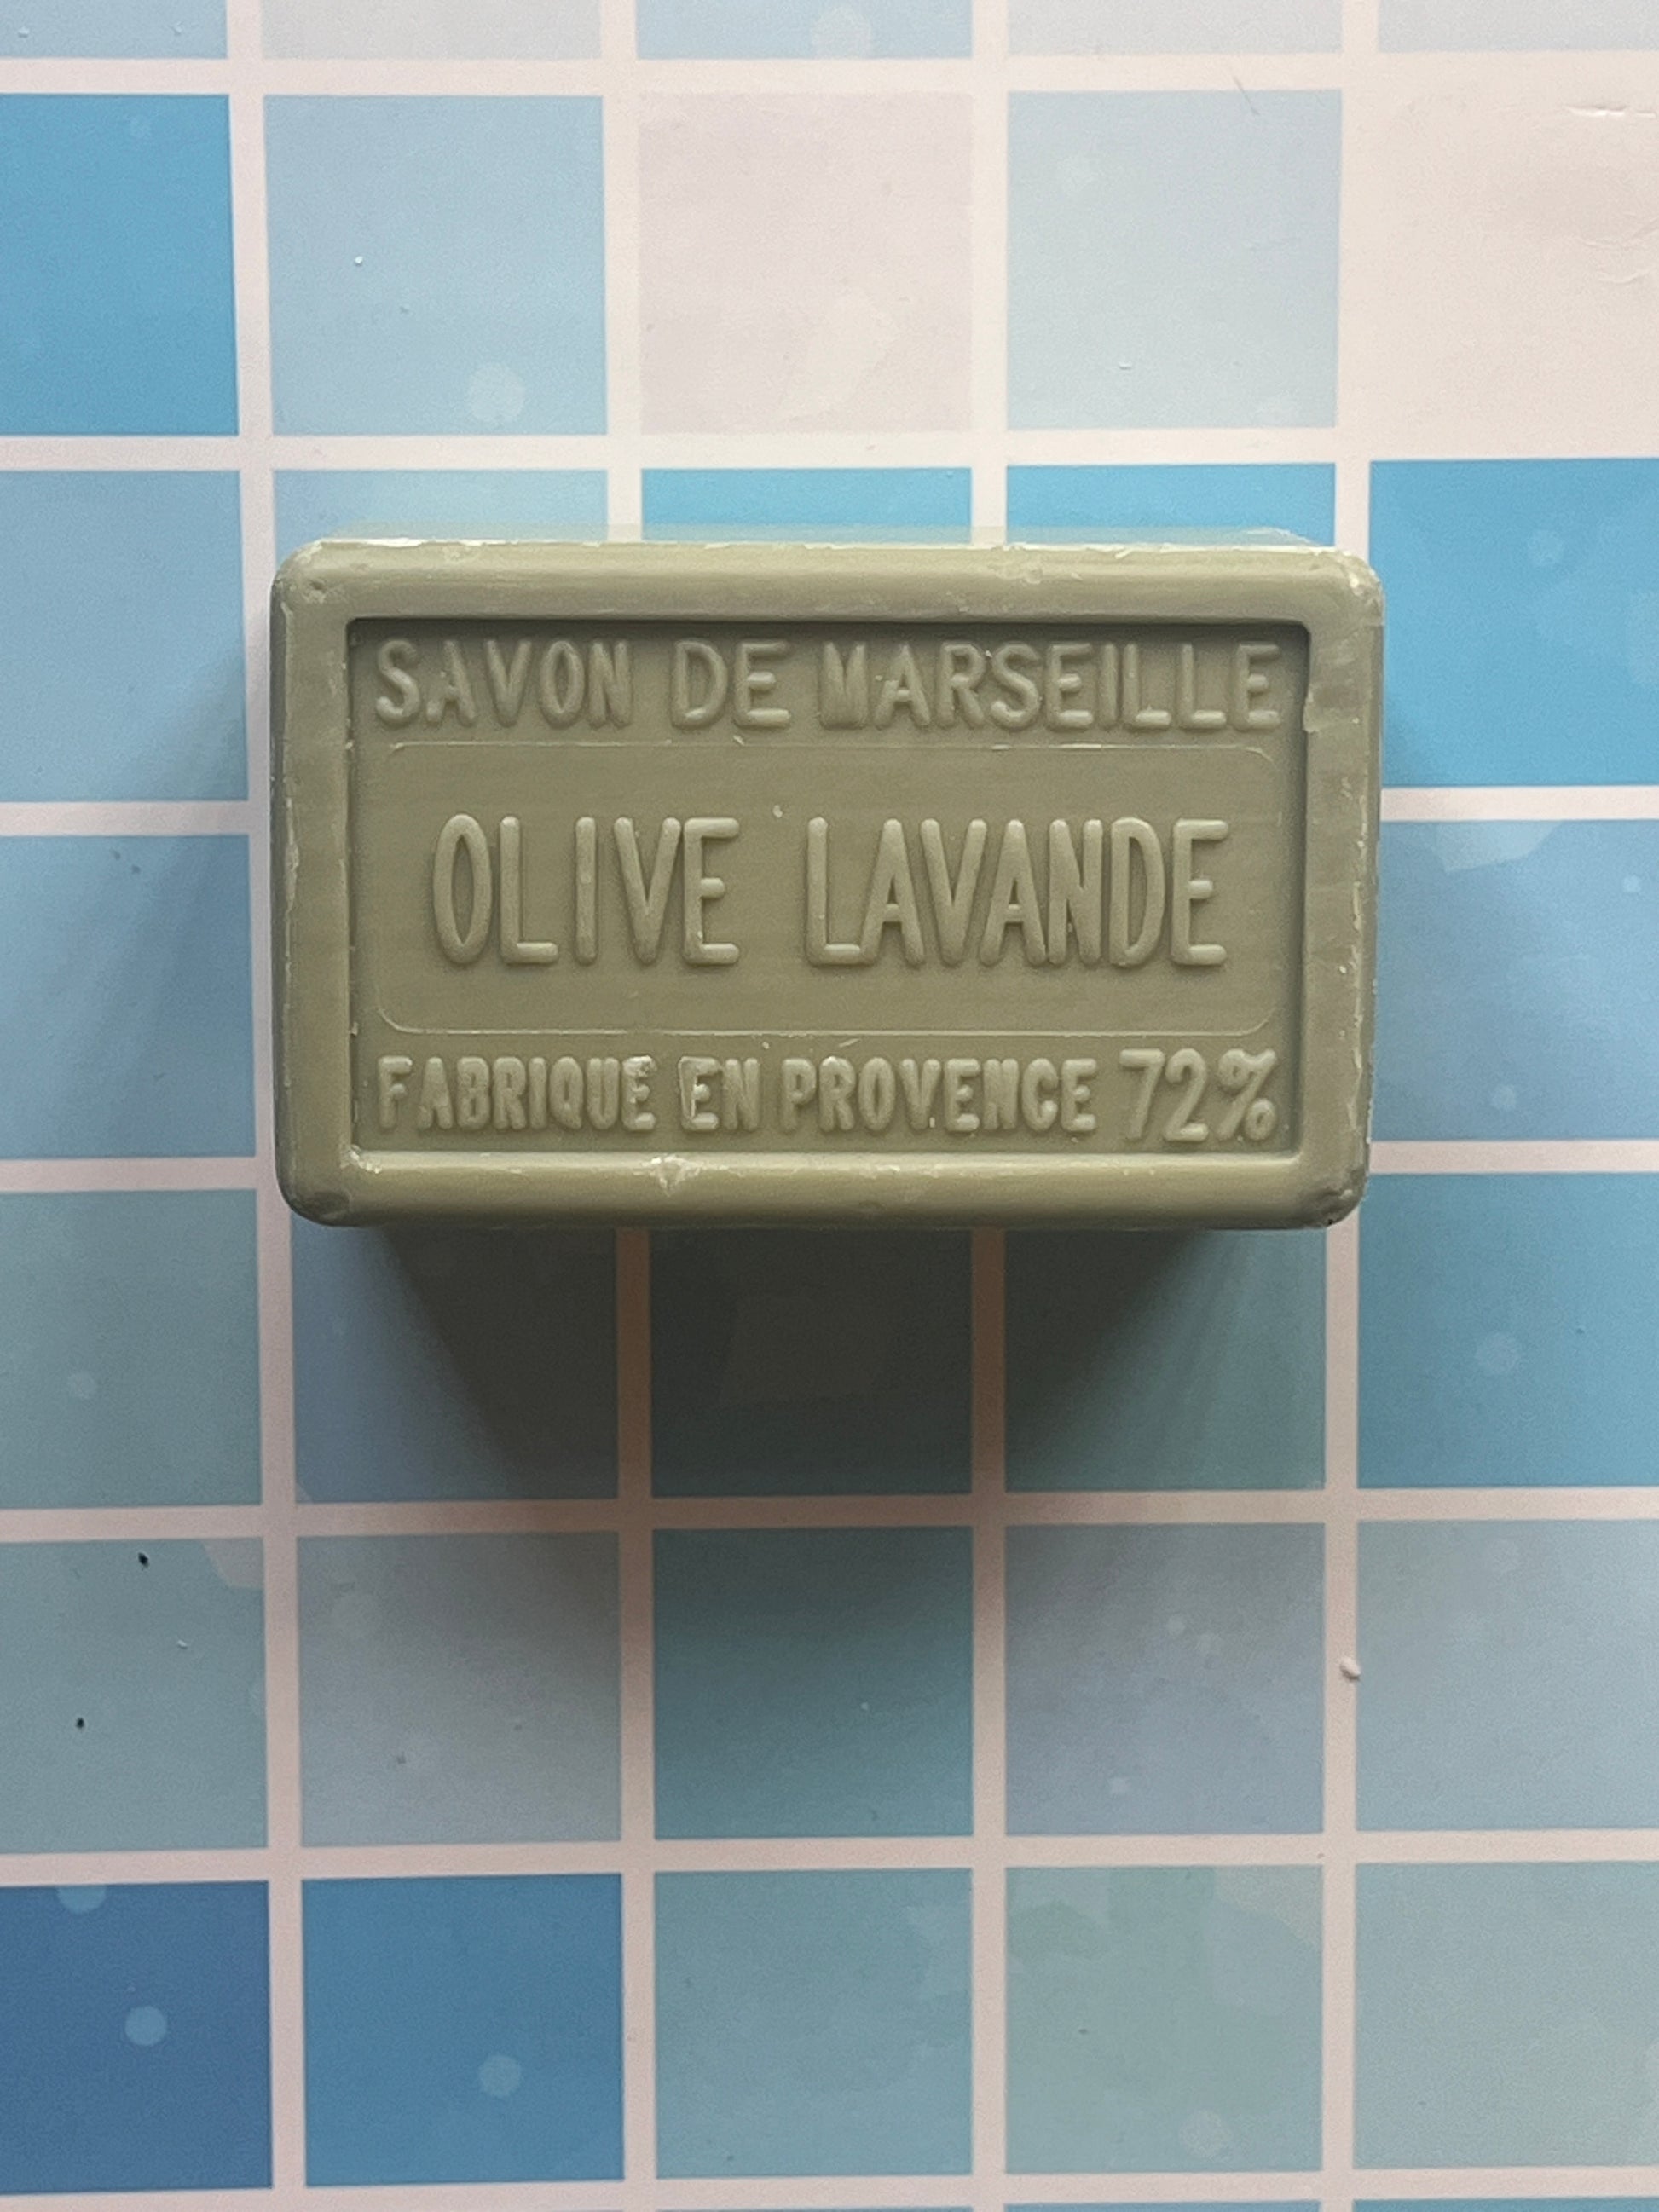 SAVON DE MARSEILLE
OLIVE LAVANDE
FABRIQUE EN PROVENCE 72%